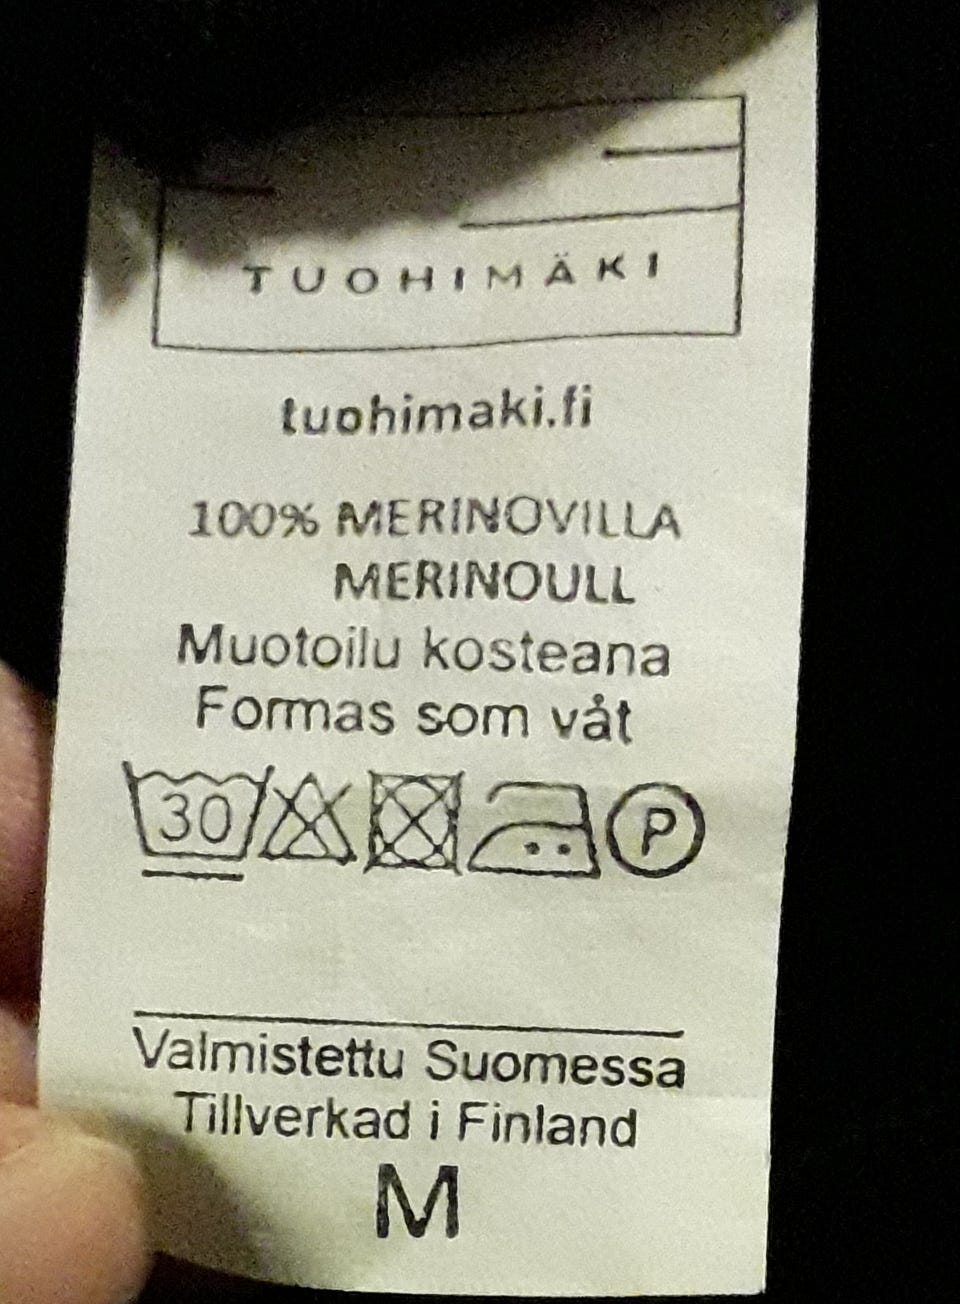 TUOHIMÄKI
tuohimaki.fi
100% MERINOVILLA
MERINOULL
Muotoilu kosteana
Formas som våt
30 P
Valmistettu Suomessa
Tillverkad i Finland
M